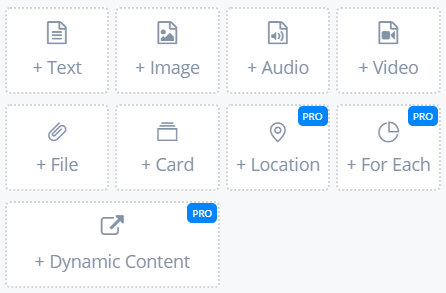 + Text
+ Image
+ Audio
+ Video
+ File
+ Card
PRO
+ Location
PRO
+ For Each
PRO
+ Dynamic Content